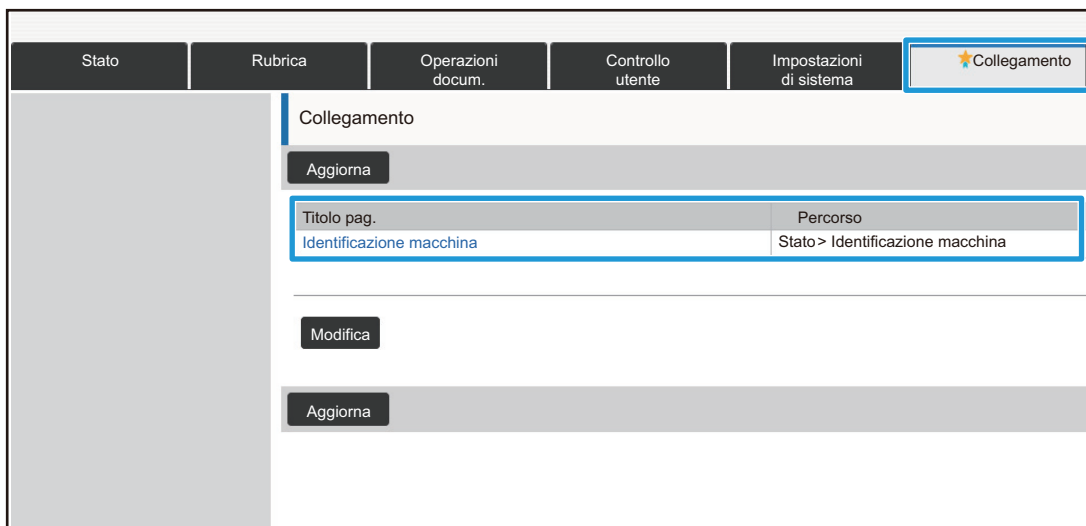 Stato
Rubrica
Operazioni
docum.
Controllo
utente
Impostazioni
di sistema
Collegamento
Collegamento
Aggiorna
Titolo pag. Percorso
Identificazione macchina Stato> Identificazione macchina
Modifica
Aggiorna